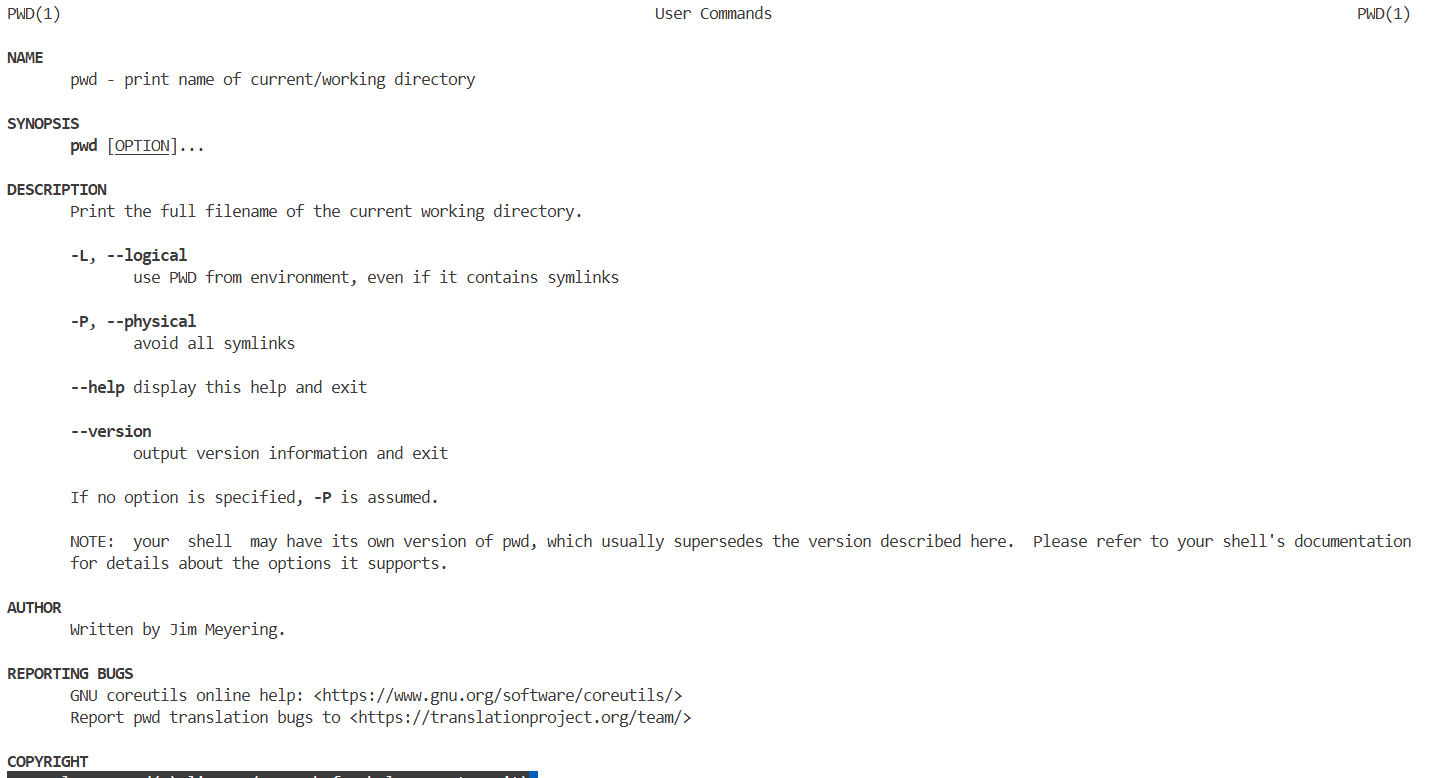 PWD(1) User Commands PWD(1)
NAME
pwd - print name of current/working directory
SYNOPSIS
pwd [OPTION]...
DESCRIPTION
Print the full filename of the current working directory.
-L, --logical
use PWD from environment, even if it contains symlinks
-P, --physical
avoid all symlinks
--help display this help and exit
--version
output version information and exit
If no option is specified, -P is assumed.
NOTE: your shell may have its own version of pwd, which usually supersedes the version described here. Please refer to your shell's documentation
for details about the options it supports.
AUTHOR
Written by Jim Meyering.
REPORTING BUGS
GNU coreutils online help: <https://www.gnu.org/software/coreutils/>
Report pwd translation bugs to <https://translationproject.org/team/>
COPYRIGHT